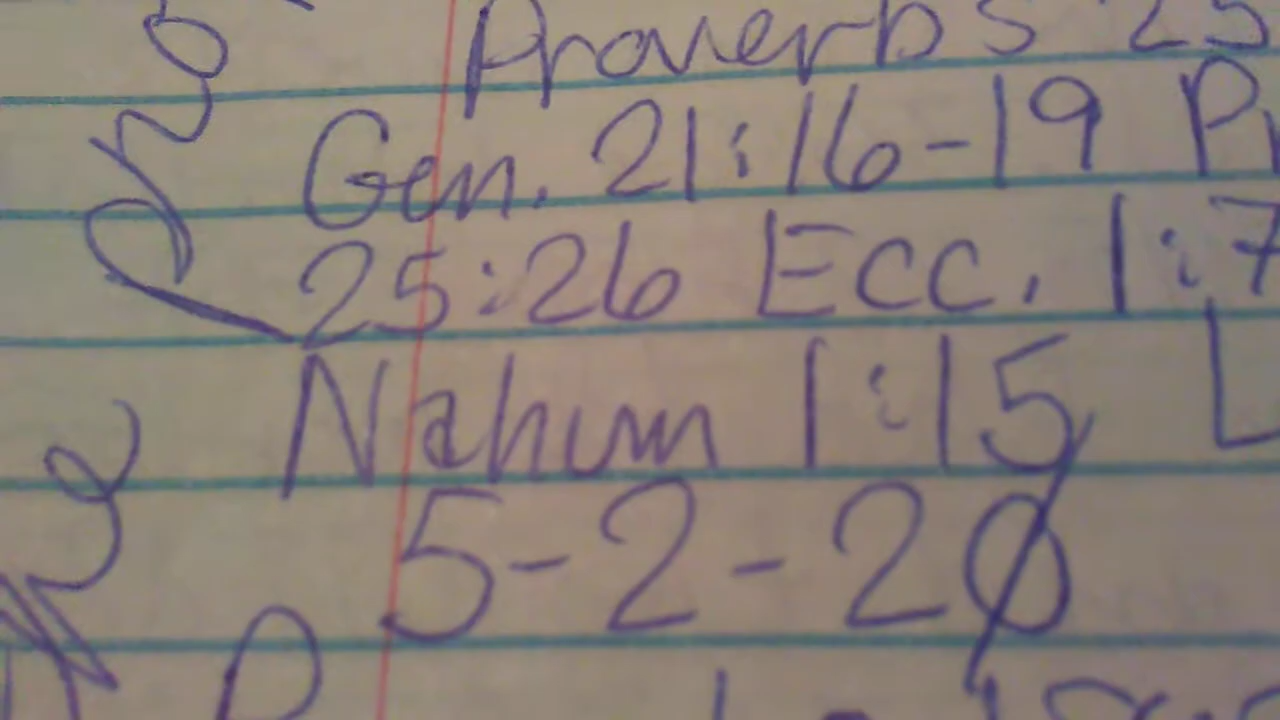 Proverbs 25
Gen. 21:16-19
25:26 Ecc. 1:7
Nahum 1:15
5-2-20